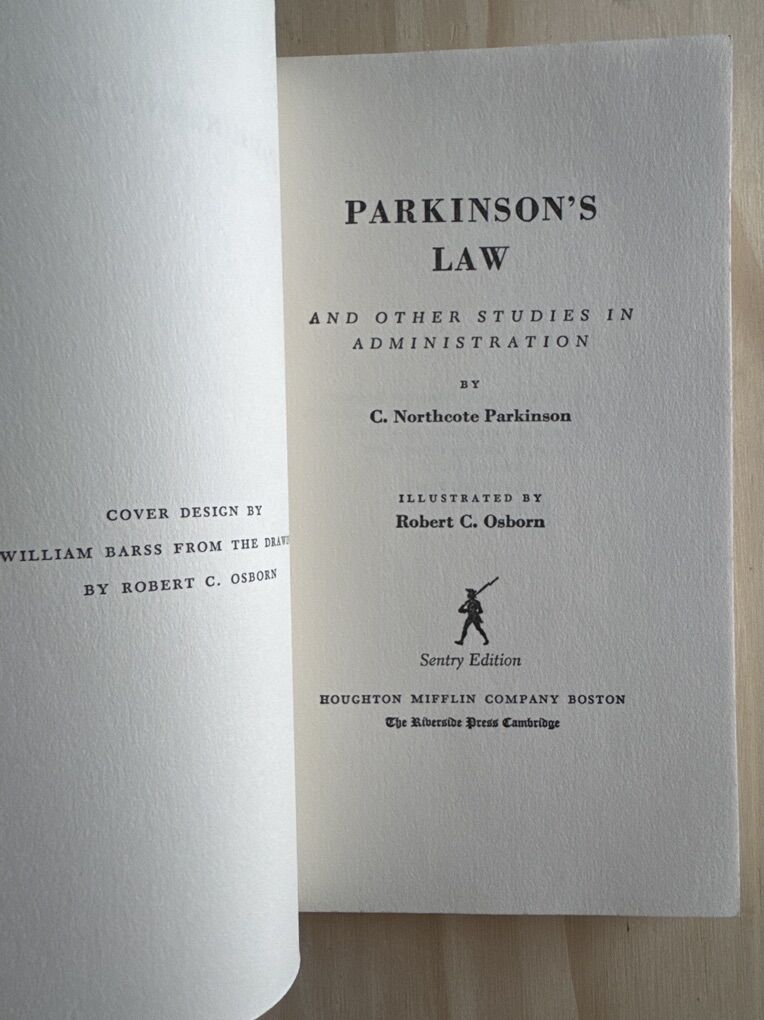 COVER DESIGN BY
WILLIAM BARSS FROM THE
BY ROBERT C. OSBORN
PARKINSON'S
LAW
AND OTHER STUDIES IN
ADMINISTRATION
BY
C. Northcote Parkinson
ILLUSTRATED BY
Robert C. Osborn
Sentry Edition
HOUGHTON MIFFLIN COMPANY BOSTON
The Riverside Press Cambridge